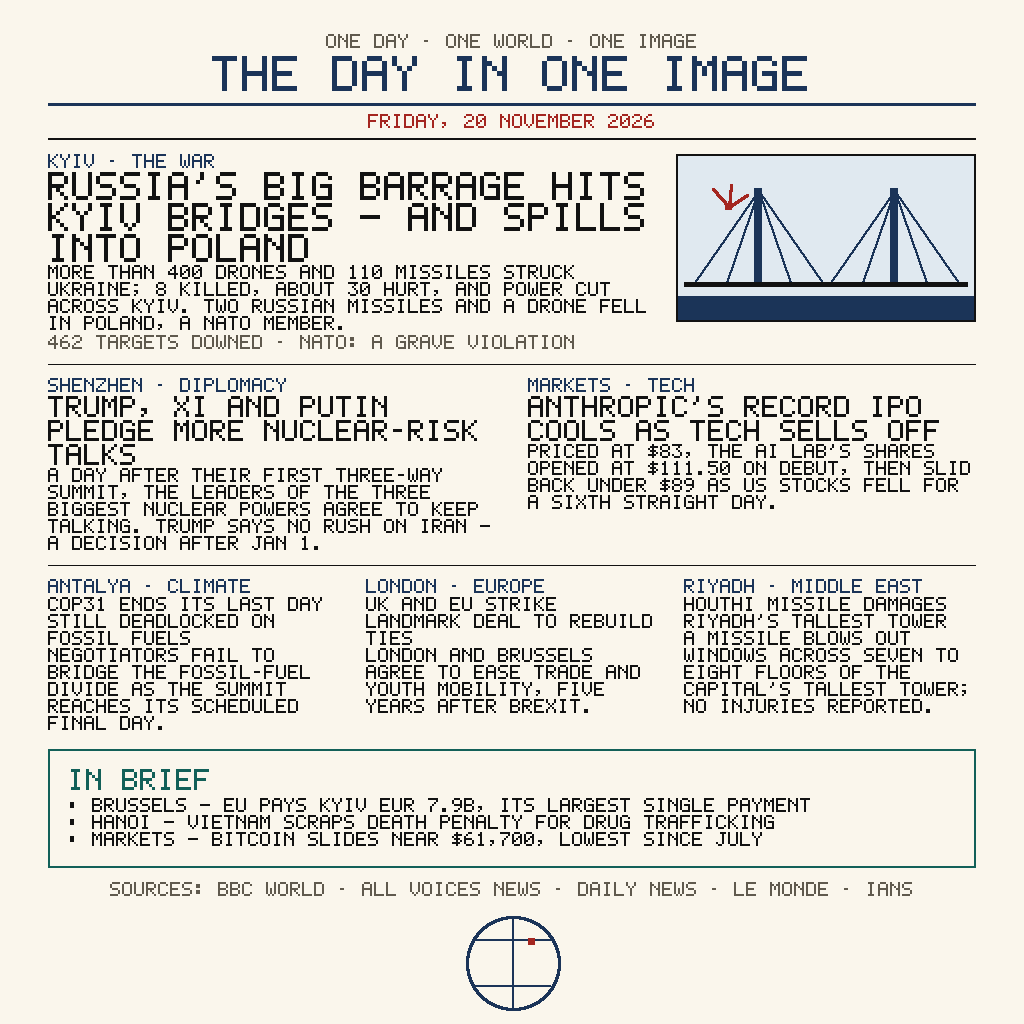 ONE DAY · ONE WORLD · ONE IMAGE
THE DAY IN ONE IMAGE
FRIDAY, 20 NOVEMBER 2026
KYIV · THE WAR
RUSSIA'S BIG BARRAGE HITS
KYIV BRIDGES — AND SPILLS
INTO POLAND
MORE THAN 400 DRONES AND 110 MISSILES STRUCK
UKRAINE; 8 KILLED, ABOUT 30 HURT, AND POWER CUT
ACROSS KYIV. TWO RUSSIAN MISSILES AND A DRONE FELL
IN POLAND, A NATO MEMBER.
462 TARGETS DOWNED · NATO: A GRAVE VIOLATION
SHENZHEN · DIPLOMACY
TRUMP, XI AND PUTIN
PLEDGE MORE NUCLEAR-RISK
TALKS
A DAY AFTER THEIR FIRST THREE-WAY
SUMMIT, THE LEADERS OF THE THREE
BIGGEST NUCLEAR POWERS AGREE TO KEEP
TALKING. TRUMP SAYS NO RUSH ON IRAN —
A DECISION AFTER JAN 1.
MARKETS · TECH
ANTHROPIC'S RECORD IPO
COOLS AS TECH SELLS OFF
PRICED AT $83, THE AI LAB'S SHARES
OPENED AT $111.50 ON DEBUT, THEN SLID
BACK UNDER $89 AS US STOCKS FELL FOR
A SIXTH STRAIGHT DAY.
ANTALYA · CLIMATE
COP31 ENDS ITS LAST DAY
STILL DEADLOCKED ON
FOSSIL FUELS
NEGOTIATORS FAIL TO
BRIDGE THE FOSSIL-FUEL
DIVIDE AS THE SUMMIT
REACHES ITS SCHEDULED
FINAL DAY.
LONDON · EUROPE
UK AND EU STRIKE
LANDMARK DEAL TO REBUILD
TIES
LONDON AND BRUSSELS
AGREE TO EASE TRADE AND
YOUTH MOBILITY, FIVE
YEARS AFTER BREXIT.
RIYADH · MIDDLE EAST
HOUTHI MISSILE DAMAGES
RIYADH'S TALLEST TOWER
A MISSILE BLOWS OUT
WINDOWS ACROSS SEVEN TO
EIGHT FLOORS OF THE
CAPITAL'S TALLEST TOWER;
NO INJURIES REPORTED.
IN BRIEF
▪ BRUSSELS — EU PAYS KYIV EUR 7.9B, ITS LARGEST SINGLE PAYMENT
▪ HANOI — VIETNAM SCRAPS DEATH PENALTY FOR DRUG TRAFFICKING
▪ MARKETS — BITCOIN SLIDES NEAR $61,700, LOWEST SINCE JULY
SOURCES: BBC WORLD · ALL VOICES NEWS · DAILY NEWS · LE MONDE · IANS